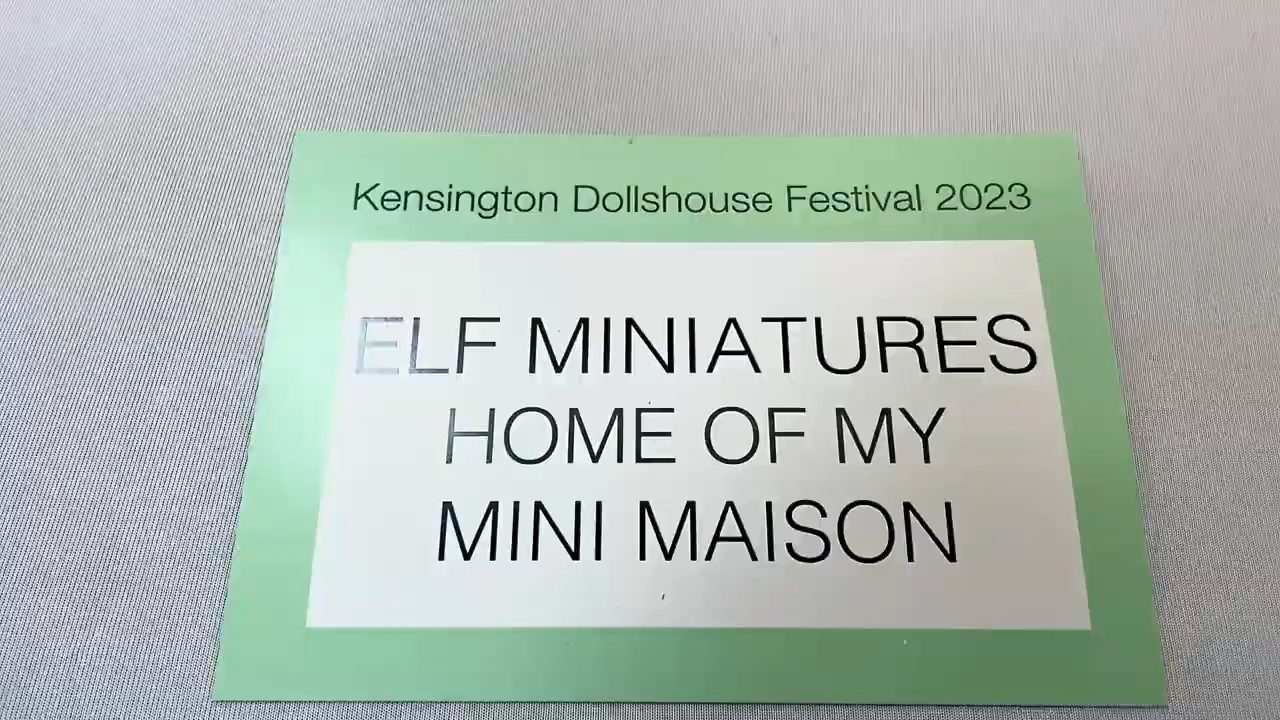 Kensington Dollshouse Festival 2023
ELF MINIATURES
HOME OF MY
MINI MAISON